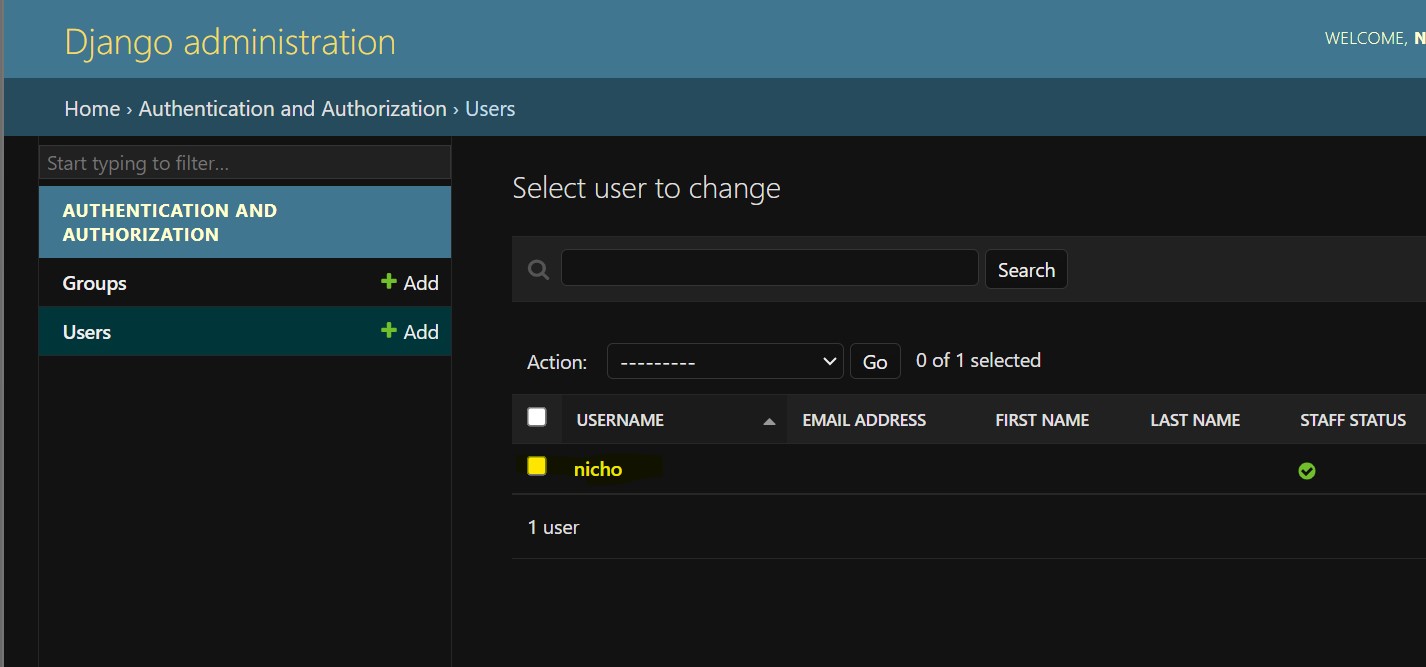 Django administration
WELCOME, N
Home › Authentication and Authorization › Users
Start typing to filter...
AUTHENTICATION AND
AUTHORIZATION
Groups + Add
Users + Add
Select user to change
Search
Action: --------- Go 0 of 1 selected
USERNAME EMAIL ADDRESS FIRST NAME LAST NAME STAFF STATUS
nicho
1 user